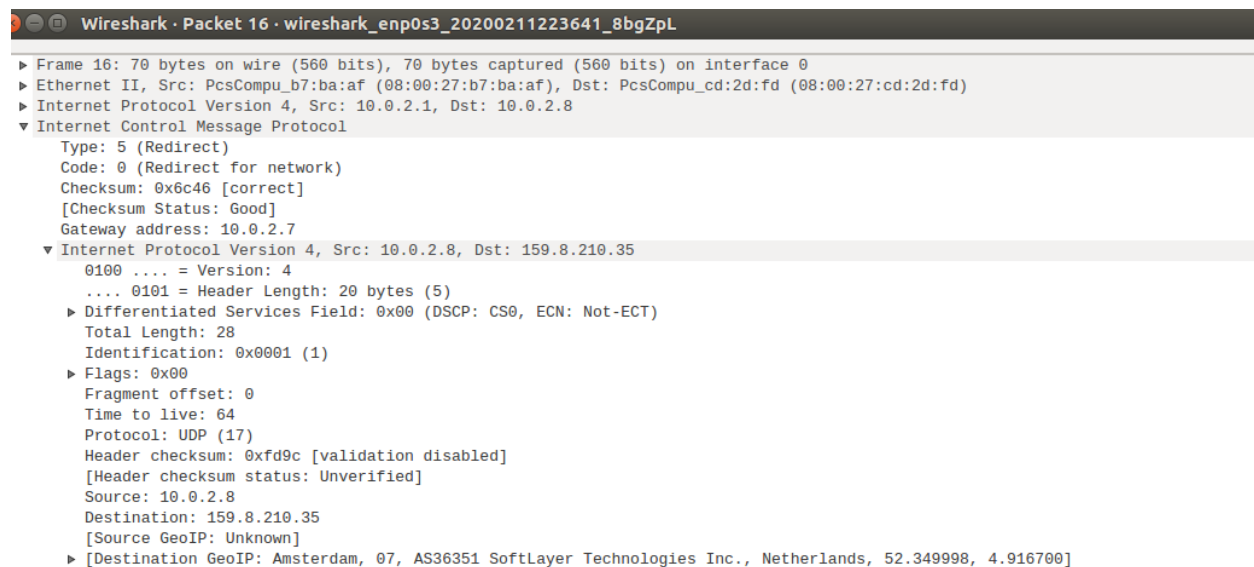 Wireshark · Packet 16 · wireshark_enp0s3_20200211223641_8bgZpL
Frame 16: 70 bytes on wire (560 bits), 70 bytes captured (560 bits) on interface 0
Ethernet II, Src: PcsCompu_b7:ba:af (08:00:27:b7:ba:af), Dst: PcsCompu_cd:2d:fd (08:00:27:cd:2d:fd)
Internet Protocol Version 4, Src: 10.0.2.1, Dst: 10.0.2.8
Internet Control Message Protocol
Type: 5 (Redirect)
Code: 0 (Redirect for network)
Checksum: 0x6c46 [correct]
[Checksum Status: Good]
Gateway address: 10.0.2.7
Internet Protocol Version 4, Src: 10.0.2.8, Dst: 159.8.210.35
0100 .... = Version: 4
.... 0101 = Header Length: 20 bytes (5)
Differentiated Services Field: 0x00 (DSCP: CS0, ECN: Not-ECT)
Total Length: 28
Identification: 0x0001 (1)
Flags: 0x00
Fragment offset: 0
Time to live: 64
Protocol: UDP (17)
Header checksum: 0xfd9c [validation disabled]
[Header checksum status: Unverified]
Source: 10.0.2.8
Destination: 159.8.210.35
[Source GeoIP: Unknown]
[Destination GeoIP: Amsterdam, 07, AS36351 SoftLayer Technologies Inc., Netherlands, 52.349998, 4.916700]